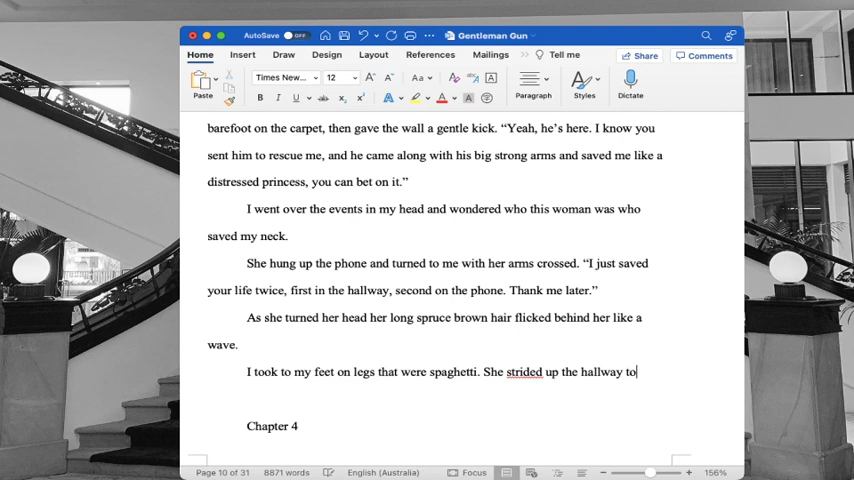 AutoSave OFF
Gentleman Gun
Home Insert Draw Design Layout References Mailings Tell me Share Comments
Times New... 12 A A Aa A
Paste B I U ab x₂ x² A A A Paragraph Styles Dictate
barefoot on the carpet, then gave the wall a gentle kick. “Yeah, he’s here. I know you
sent him to rescue me, and he came along with his big strong arms and saved me like a
distressed princess, you can bet on it.”
I went over the events in my head and wondered who this woman was who
saved my neck.
She hung up the phone and turned to me with her arms crossed. “I just saved
your life twice, first in the hallway, second on the phone. Thank me later.”
As she turned her head her long spruce brown hair flicked behind her like a
wave.
I took to my feet on legs that were spaghetti. She strided up the hallway to
Chapter 4
Page 10 of 31 8871 words English (Australia) Focus 156%